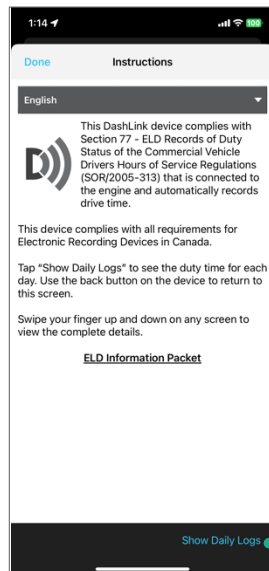 1:14
100
Done
Instructions
English
This DashLink device complies with
Section 77 - ELD Records of Duty
Status of the Commercial Vehicle
Drivers Hours of Service Regulations
(SOR/2005-313) that is connected to
the engine and automatically records
drive time.
This device complies with all requirements for
Electronic Recording Devices in Canada.
Tap “Show Daily Logs” to see the duty time for each
day. Use the back button on the device to return to
this screen.
Swipe your finger up and down on any screen to
view the complete details.
ELD Information Packet
Show Daily Logs